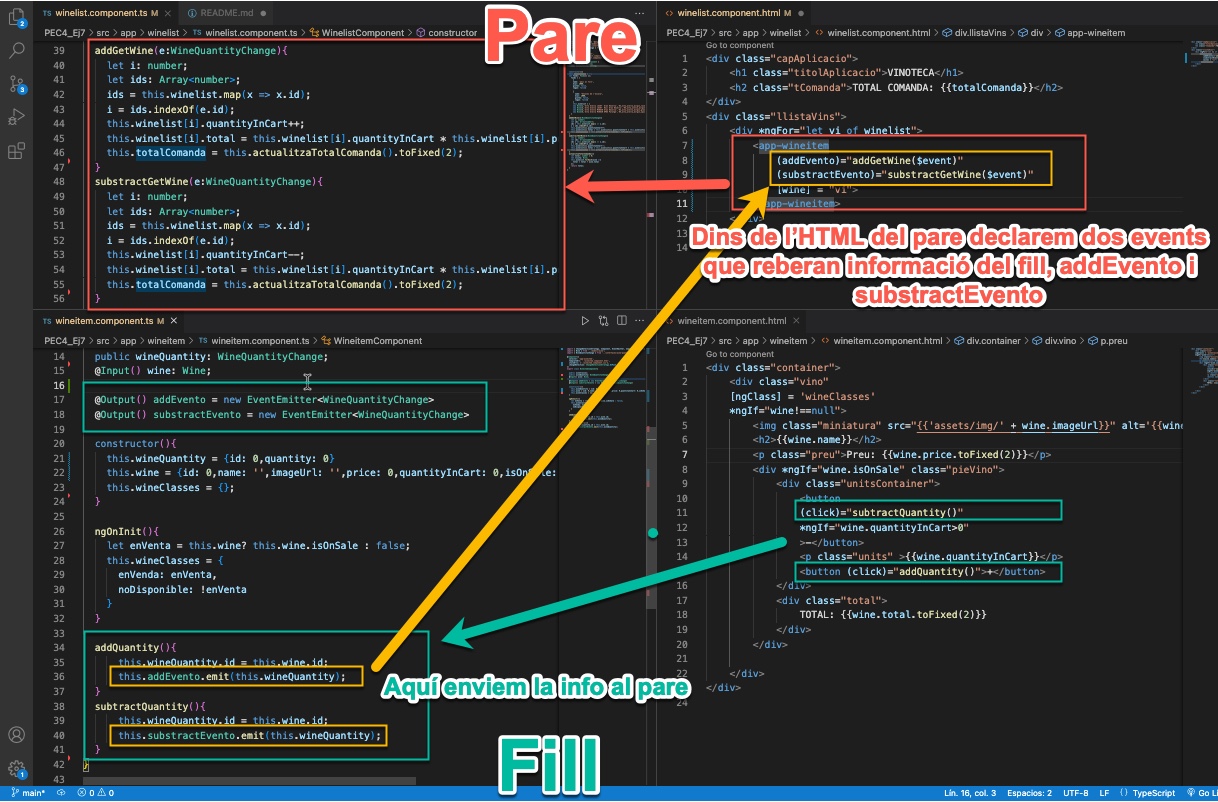 TS winelist.component.ts M ×
README.md ●
PEC4_Ej7 > src > app > winelist > TS winelist.component.ts > WinelistComponent > constructor
39 addGetWine(e:WineQuantityChange){
40 let i: number;
41 let ids: Array<number>;
42 ids = this.winelist.map(x => x.id);
43 i = ids.indexOf(e.id);
44 this.winelist[i].quantityInCart++;
45 this.winelist[i].total = this.winelist[i].quantityInCart * this.winelist[i].p
46 this.totalComanda = this.actualitzaTotalComanda().toFixed(2);
47 }
48 substractGetWine(e:WineQuantityChange){
49 let i: number;
50 let ids: Array<number>;
51 ids = this.winelist.map(x => x.id);
52 i = ids.indexOf(e.id);
53 this.winelist[i].quantityInCart--;
54 this.winelist[i].total = this.winelist[i].quantityInCart * this.winelist[i].p
55 this.totalComanda = this.actualitzaTotalComanda().toFixed(2);
56 }
Pare
winelist.component.html M ●
PEC4_Ej7 > src > app > winelist > winelist.component.html > div.llistaVins > div > app-wineitem
Go to component
1 <div class="capAplicacio">
2 <h1 class="titolAplicacio">VINOTECA</h1>
3 <h2 class="tComanda">TOTAL COMANDA: {{totalComanda}}</h2>
4 </div>
5 <div class="llistaVins">
6 <div *ngFor="let vi of winelist">
7 <app-wineitem
8 (addEvento)="addGetWine($event)"
9 (substractEvento)="substractGetWine($event)"
10 [wine] = "vi">
11 app-wineitem>
12
13
14
Dins de l'HTML del pare declarem dos events
que reberan informació del fill, addEvento i
substractEvento
TS wineitem.component.ts M ×
PEC4_Ej7 > src > app > wineitem > TS wineitem.component.ts > WineitemComponent
14 public wineQuantity: WineQuantityChange;
15 @Input() wine: Wine;
16
17 @Output() addEvento = new EventEmitter<WineQuantityChange>
18 @Output() substractEvento = new EventEmitter<WineQuantityChange>
19
20 constructor(){
21 this.wineQuantity = {id: 0,quantity: 0}
22 this.wine = {id: 0,name: '',imageUrl: '',price: 0,quantityInCart: 0,isOnSale:
23 this.wineClasses = {};
24 }
25
26 ngOnInit(){
27 let enVenta = this.wine? this.wine.isOnSale : false;
28 this.wineClasses = {
29 enVenda: enVenta,
30 noDisponible: !enVenta
31 }
32 }
33
34 addQuantity(){
35 this.wineQuantity.id = this.wine.id;
36 this.addEvento.emit(this.wineQuantity);
37 }
38 subtractQuantity(){
39 this.wineQuantity.id = this.wine.id;
40 this.substractEvento.emit(this.wineQuantity);
41 }
42 }
43
Aquí enviem la info al pare
Fill
wineitem.component.html ×
PEC4_Ej7 > src > app > wineitem > wineitem.component.html > div.container > div.vino > p.preu
Go to component
1 <div class="container">
2 <div class="vino"
3 [ngClass] = 'wineClasses'
4 *ngIf="wine!==null">
5 <img class="miniatura" src="{{'assets/img/' + wine.imageUrl}}" alt='{{wine
6 <h2>{{wine.name}}</h2>
7 <p class="preu">Preu: {{wine.price.toFixed(2)}}</p>
8 <div *ngIf="wine.isOnSale" class="pieVino">
9 <div class="unitsContainer">
10 <button
11 (click)="subtractQuantity()"
12 *ngIf="wine.quantityInCart>0"
13 >-</button>
14 <p class="units" >{{wine.quantityInCart}}</p>
<button (click)="addQuantity()">+</button>
16 </div>
17 <div class="total">
18 TOTAL: {{wine.total.toFixed(2)}}
19 </div>
20 </div>
21
22 </div>
23 </div>
24
main* 0 0
Lín. 16, col. 3 Espacios: 2 UTF-8 LF {} TypeScript Go Li